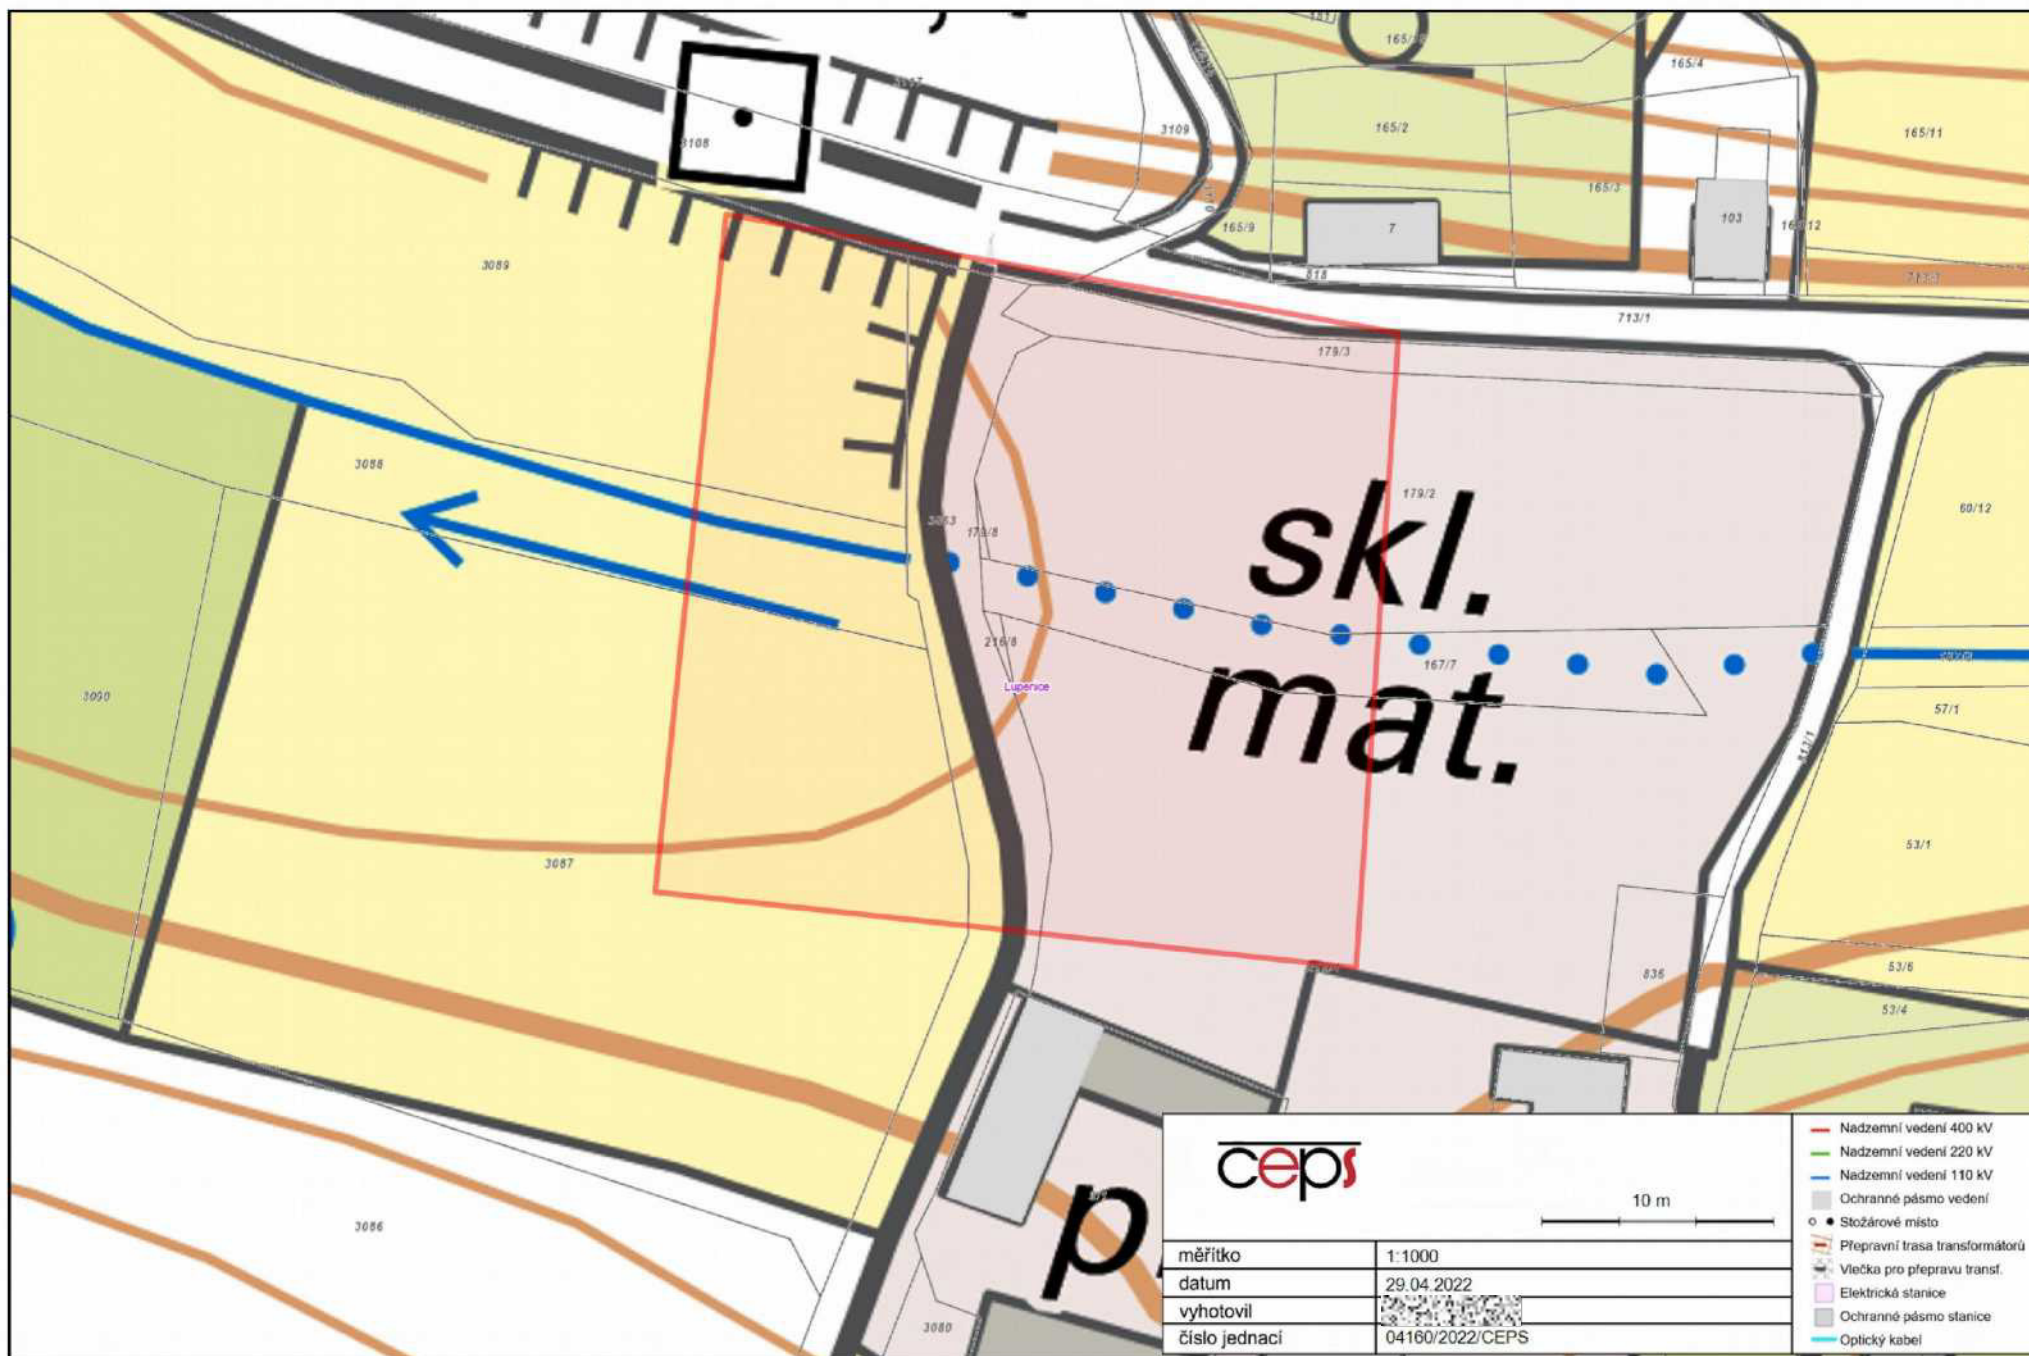 165/4
165/11
165/2
3109
3108
165/3
165/9
7
103
818
713/1
3089
179/3
3088
179/2
60/12
skl.
179/8
216/8
167/7
mat.
Lupenice
3090
57/1
513/1
53/1
3087
836
53/6
53/4
3086
p.
3080
ceps
10 m
měřítko 1:1000
datum 29.04.2022
vyhotovil
číslo jednací 04160/2022/CEPS
Nadzemní vedení 400 kV
Nadzemní vedení 220 kV
Nadzemní vedení 110 kV
Ochranné pásmo vedení
Stožárové místo
Přepravní trasa transformátorů
Vlečka pro přepravu transf.
Elektrická stanice
Ochranné pásmo stanice
Optický kabel